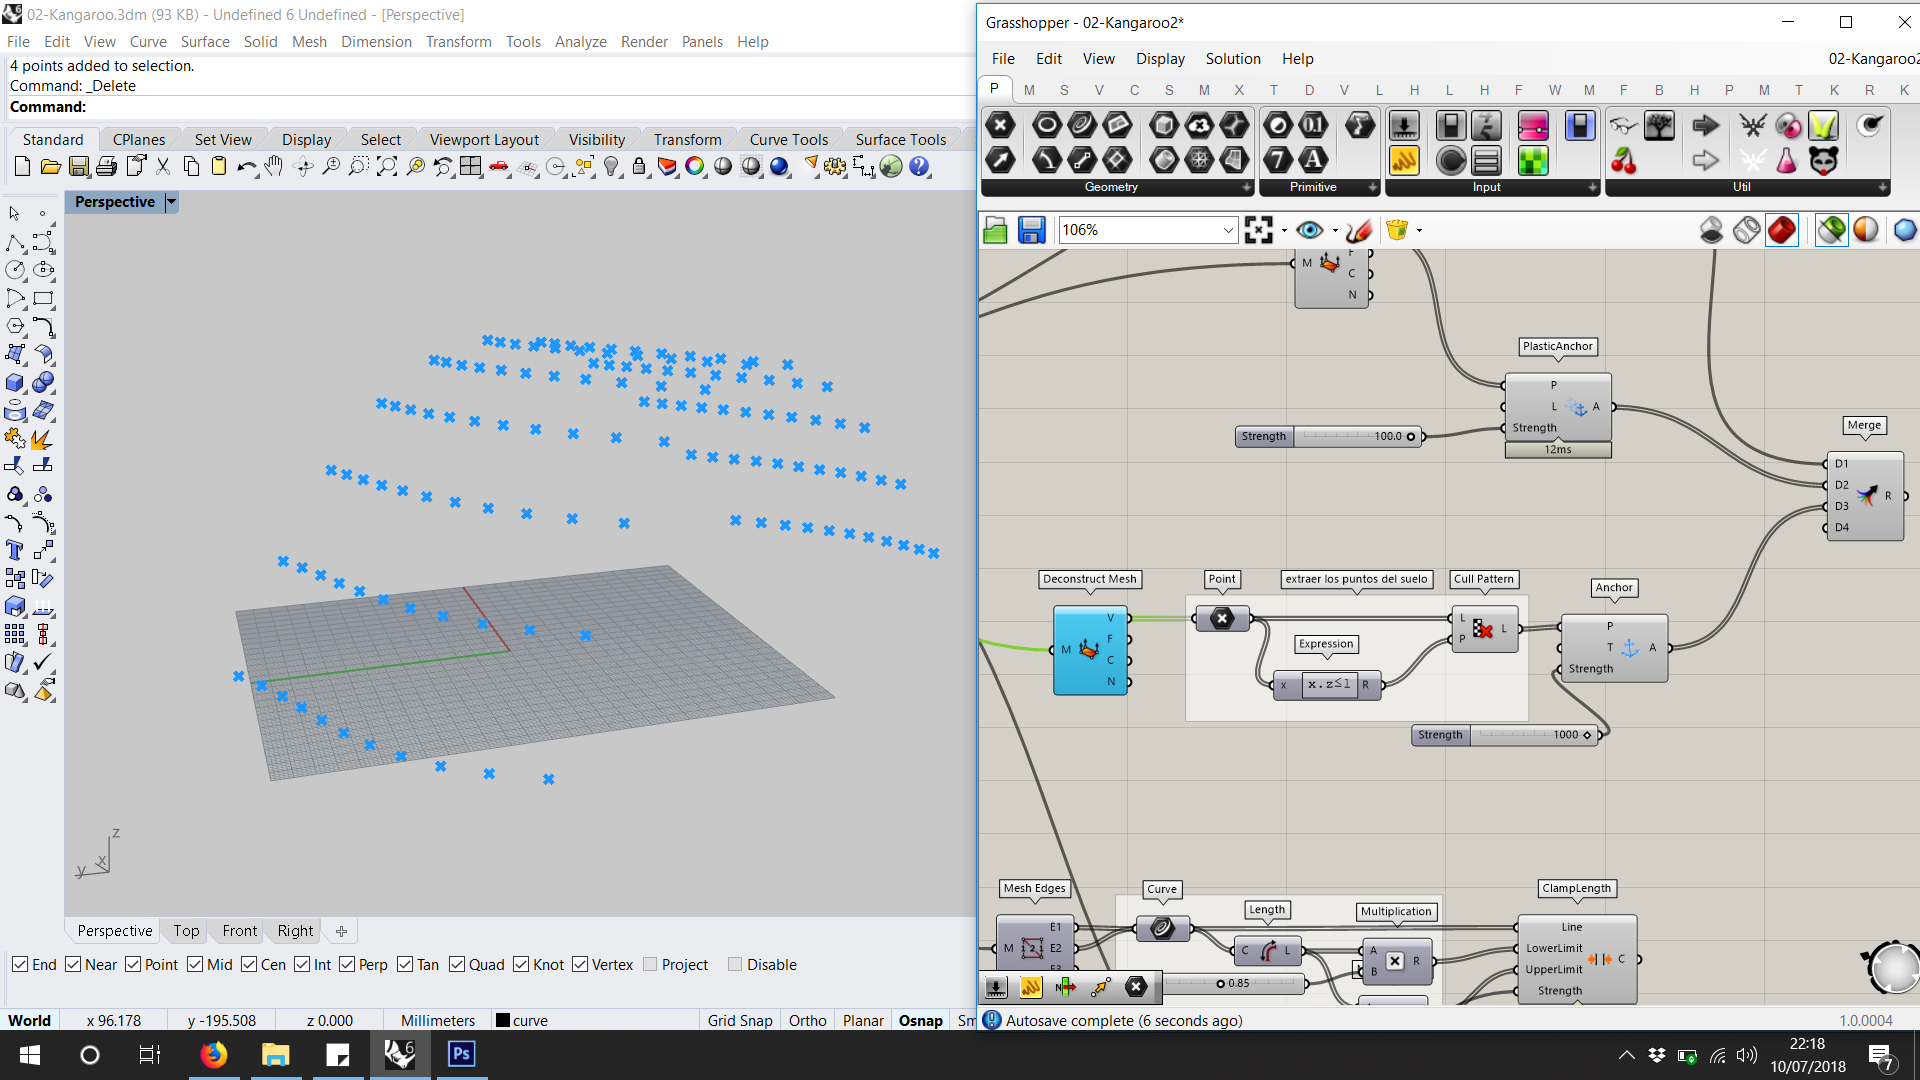 02-Kangaroo.3dm (93 KB) - Undefined 6 Undefined - [Perspective]
File Edit View Curve Surface Solid Mesh Dimension Transform Tools Analyze Render Panels Help
4 points added to selection.
Command: _Delete
Command:
Standard CPlanes Set View Display Select Viewport Layout Visibility Transform Curve Tools Surface Tools
Perspective
z
x
y
Perspective Top Front Right
End Near Point Mid Cen Int Perp Tan Quad Knot Vertex Project Disable
World x 96.178 y -195.508 z 0.000 Millimeters curve Grid Snap Ortho Planar Osnap Sm
Grasshopper - 02-Kangaroo2*
File Edit View Display Solution Help 02-Kangaroo2
P M S V C S M X T D V L H L H F W M F B H P M T K R K
Geometry Primitive Input Util
106%
M F C N
PlasticAnchor
P
L A
Strength
12ms
Strength 100.0
Merge
D1
D2
D3
D4
R
Deconstruct Mesh Point extraer los puntos del suelo Cull Pattern Anchor
M V F C N
L P L
Expression
x x.z≤1 R
P
T A
Strength
Strength 1000
Mesh Edges Curve Length Multiplication ClampLength
M E1 E2 E3
C L
A B R
0.85
Line
LowerLimit
UpperLimit C
Strength
Autosave complete (6 seconds ago) 1.0.0004
6
Ps
22:18
10/07/2018
7